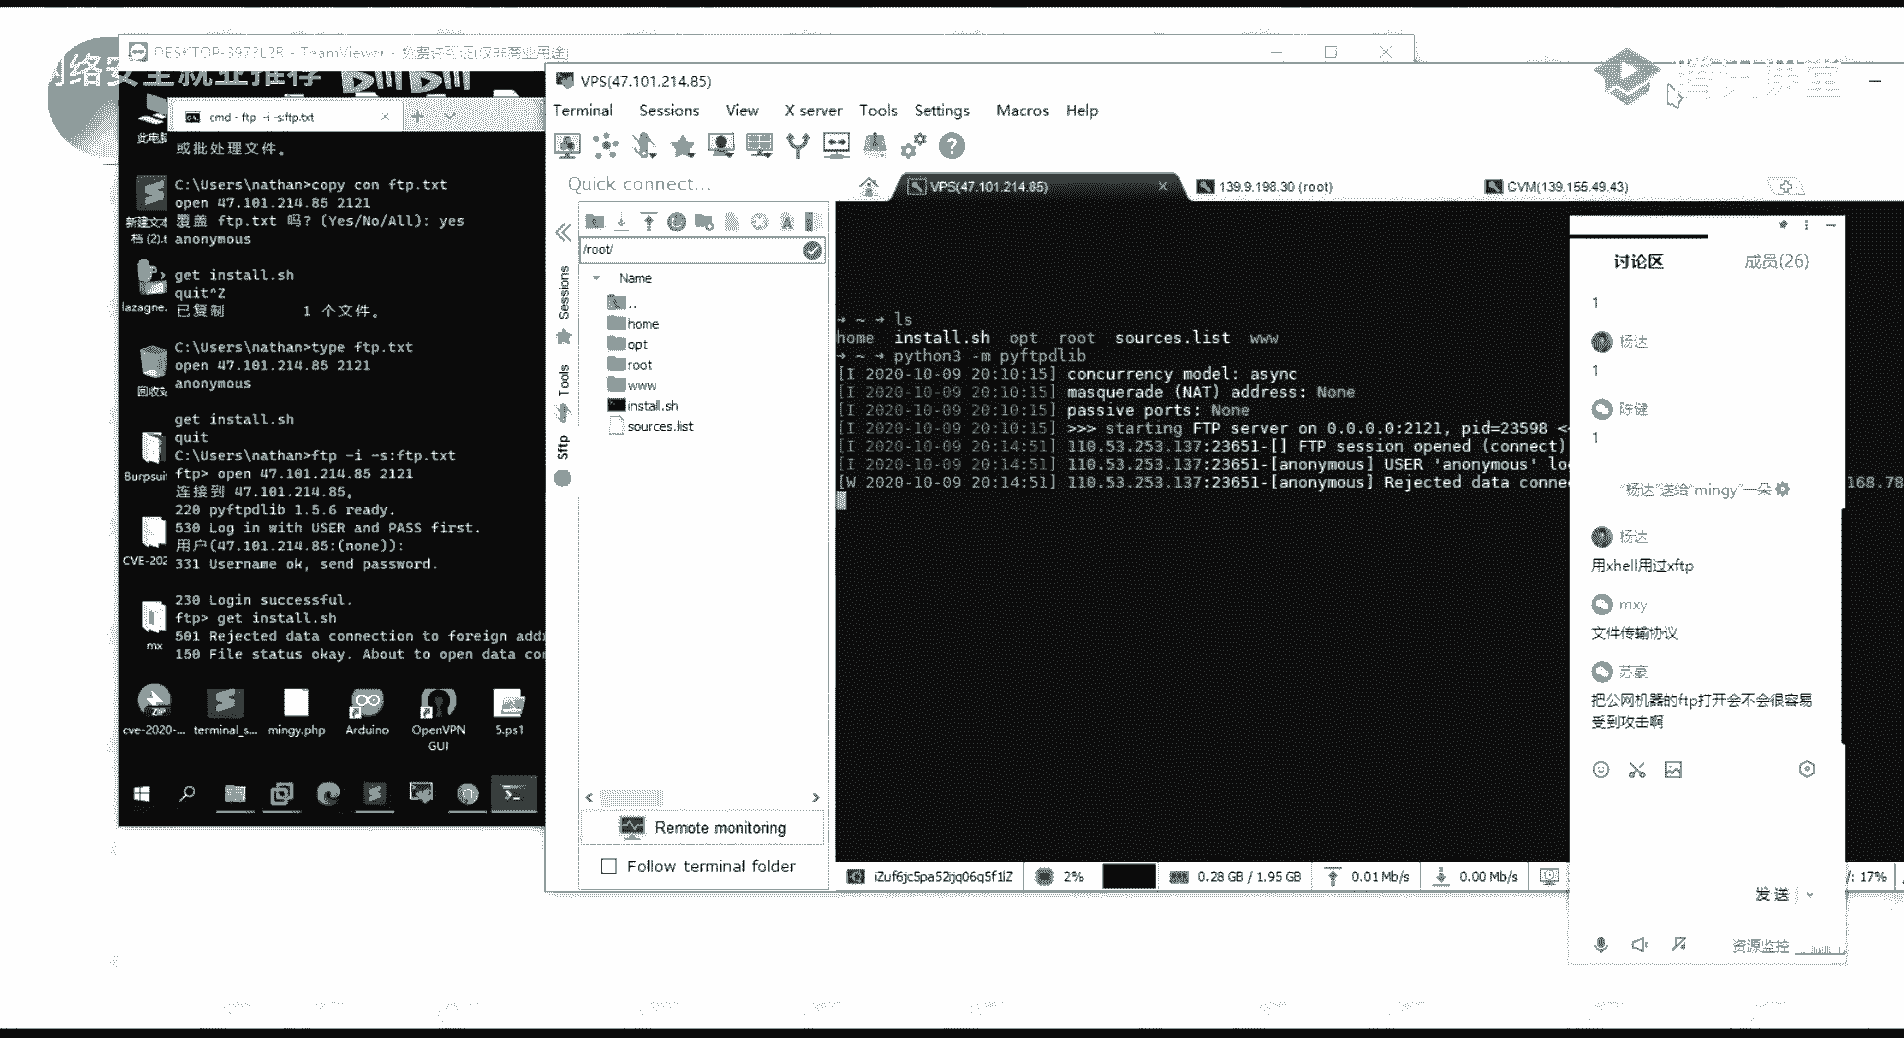 DESKTOP-3973L2R - TeamViewer - 免费许可证(仅非商业用途)
网络安全就业推荐
腾讯课堂
cmd - ftp -i -s:ftp.txt
此电脑
或批处理文件。
C:\Users\nathan>copy con ftp.txt
open 47.101.214.85 2121
覆盖 ftp.txt 吗? (Yes/No/All): yes
anonymous
get install.sh
quit^Z
已复制 1 个文件。
C:\Users\nathan>type ftp.txt
open 47.101.214.85 2121
anonymous
get install.sh
quit
C:\Users\nathan>ftp -i -s:ftp.txt
ftp> open 47.101.214.85 2121
连接到 47.101.214.85。
220 pyftpdlib 1.5.6 ready.
530 Log in with USER and PASS first.
用户(47.101.214.85:(none)):
331 Username ok, send password.
230 Login successful.
ftp> get install.sh
501 Rejected data connection to foreign
150 File status okay. About to open data
新建文本
档 (2).t
lazagne.
回收站
Burpsuit
CVE-202
mx
cve-2020-...
terminal_s...
mingy.php
Arduino
OpenVPN
GUI
5.ps1
VPS(47.101.214.85)
Terminal Sessions View X server Tools Settings Macros Help
Quick connect...
VPS(47.101.214.85)
139.9.198.30 (root)
CVM(139.155.49.43)
Sessions
Tools
Sftp
/root/
Name
..
home
opt
root
www
install.sh
sources.list
Remote monitoring
Follow terminal folder
→ ~ → ls
home install.sh opt root sources.list www
→ ~ → python3 -m pyftpdlib
[I 2020-10-09 20:10:15] concurrency model: async
[I 2020-10-09 20:10:15] masquerade (NAT) address: None
[I 2020-10-09 20:10:15] passive ports: None
[I 2020-10-09 20:10:15] >>> starting FTP server on 0.0.0.0:2121, pid=23598 <
[I 2020-10-09 20:14:51] 110.53.253.137:23651-[] FTP session opened (connect)
[I 2020-10-09 20:14:51] 110.53.253.137:23651-[anonymous] USER 'anonymous'
[W 2020-10-09 20:14:51] 110.53.253.137:23651-[anonymous] Rejected data
168.78
iZuf6jc5pa52ijq06q5f1iZ
2%
0.28 GB / 1.95 GB
0.01 Mb/s
0.00 Mb/s
/: 17%
讨论区
成员(26)
1
杨达
1
陈健
1
"杨达"送给"mingy"一朵
杨达
用xhell用过xftp
mxy
文件传输协议
苏豪
把公网机器的ftp打开会不会很容易
受到攻击啊
发送
资源监控